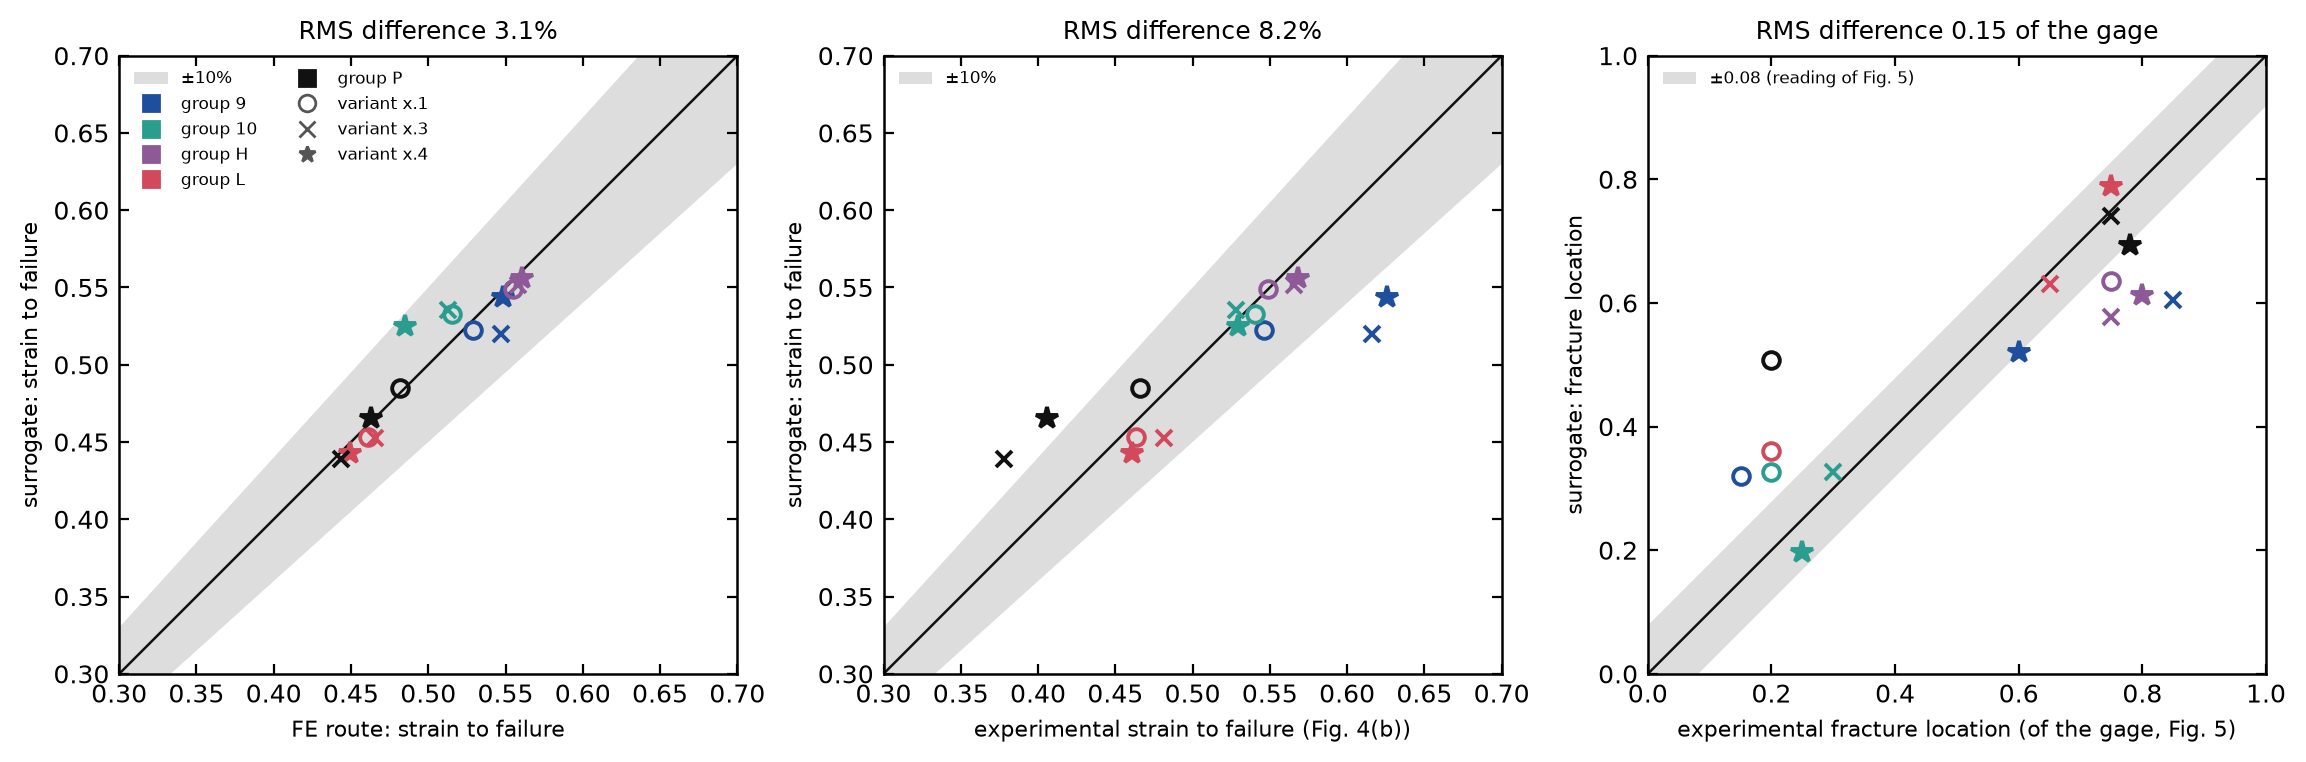 RMS difference 3.1%
±10%
group 9
group 10
group H
group L
group P
variant x.1
variant x.3
variant x.4
surrogate: strain to failure
0.70
0.65
0.60
0.55
0.50
0.45
0.40
0.35
0.30
0.30 0.35 0.40 0.45 0.50 0.55 0.60 0.65 0.70
FE route: strain to failure
RMS difference 8.2%
±10%
surrogate: strain to failure
0.70
0.65
0.60
0.55
0.50
0.45
0.40
0.35
0.30
0.30 0.35 0.40 0.45 0.50 0.55 0.60 0.65 0.70
experimental strain to failure (Fig. 4(b))
RMS difference 0.15 of the gage
±0.08 (reading of Fig. 5)
surrogate: fracture location
1.0
0.8
0.6
0.4
0.2
0.0
0.0 0.2 0.4 0.6 0.8 1.0
experimental fracture location (of the gage, Fig. 5)